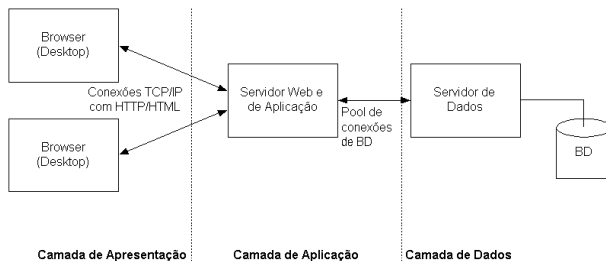 Browser
(Desktop)
Conexões TCP/IP
com HTTP/HTML
Browser
(Desktop)
Servidor Web e
de Aplicação
Pool de
conexões
de BD
Servidor de
Dados
BD
Camada de Apresentação
Camada de Aplicação
Camada de Dados